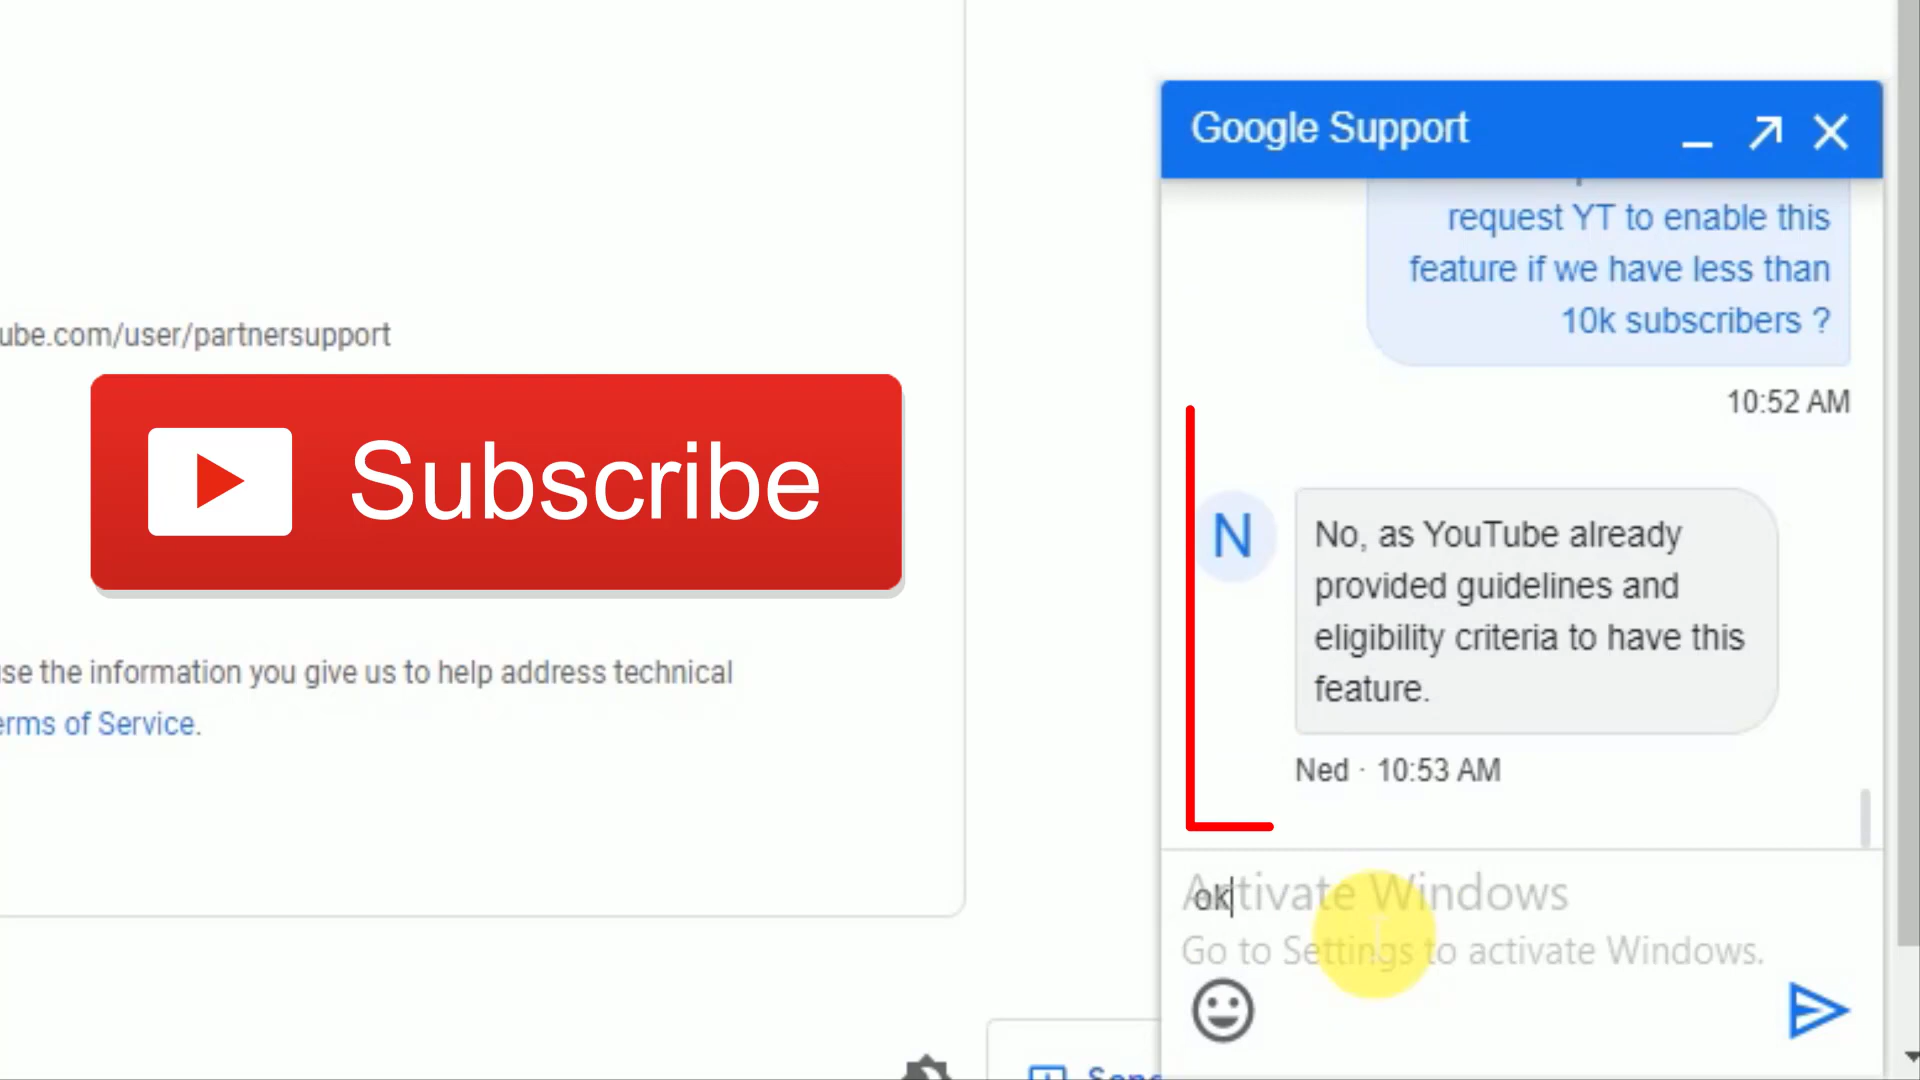 Google Support
request YT to enable this
feature if we have less than
10k subscribers ?
10:52 AM
ube.com/user/partnersupport
Subscribe
N
No, as YouTube already
provided guidelines and
eligibility criteria to have this
feature.
Ned · 10:53 AM
se the information you give us to help address technical
erms of Service.
ok
Activate Windows
Go to Settings to activate Windows.